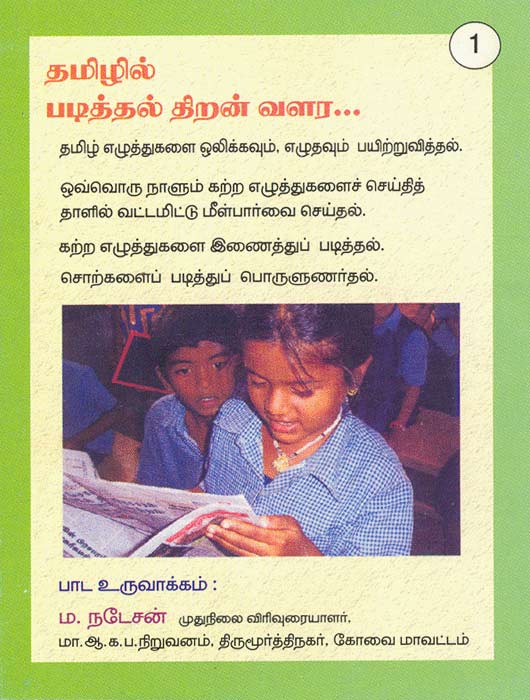 1
தமிழில்
படித்தல் திறன் வளர...
தமிழ் எழுத்துகளை ஒலிக்கவும், எழுதவும் பயிற்றுவித்தல்.
ஒவ்வொரு நாளும் கற்ற எழுத்துகளைச் செய்தித்
தாளில் வட்டமிட்டு மீள்பார்வை செய்தல்.
கற்ற எழுத்துகளை இணைத்துப் படித்தல்.
சொற்களைப் படித்துப் பொருளுணர்தல்.
பாட உருவாக்கம் :
ம. நடேசன் முதுநிலை விரிவுரையாளர்.
மா.ஆ.க.ப.நிறுவனம், திருமூர்த்திநகர், கோவை மாவட்டம்